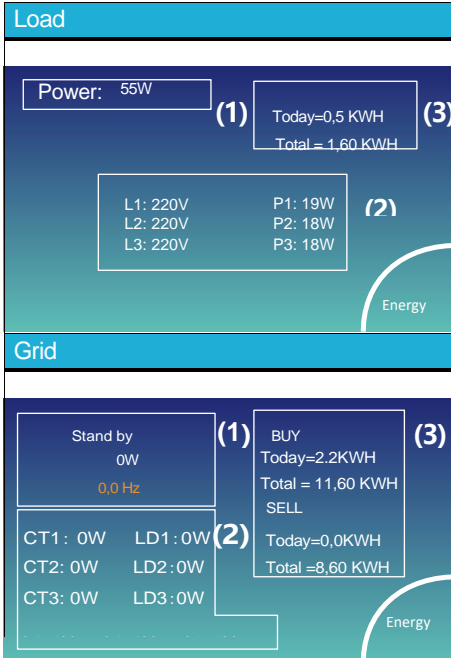 Load
Power: 55W
(1)
Today=0,5 KWH
Total = 1,60 KWH
(3)
L1: 220V P1: 19W
L2: 220V P2: 18W
L3: 220V P3: 18W
(2)
Energy
Grid
Stand by
0W
0,0 Hz
(1)
BUY
Today=2.2KWH
Total = 11,60 KWH
SELL
Today=0,0KWH
Total =8,60 KWH
(3)
CT1: 0W LD1:0W
CT2: 0W LD2:0W
CT3: 0W LD3:0W
(2)
Energy